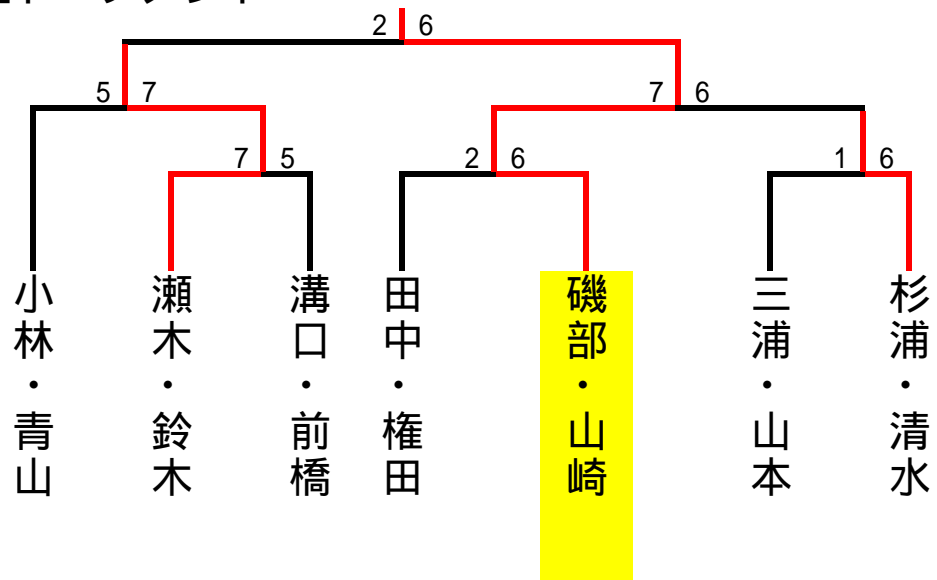 2 6
5 7
7 6
7 5
2 6
1 6
小林・青山
瀬木・鈴木
溝口・前橋
田中・権田
磯部・山崎
三浦・山本
杉浦・清水